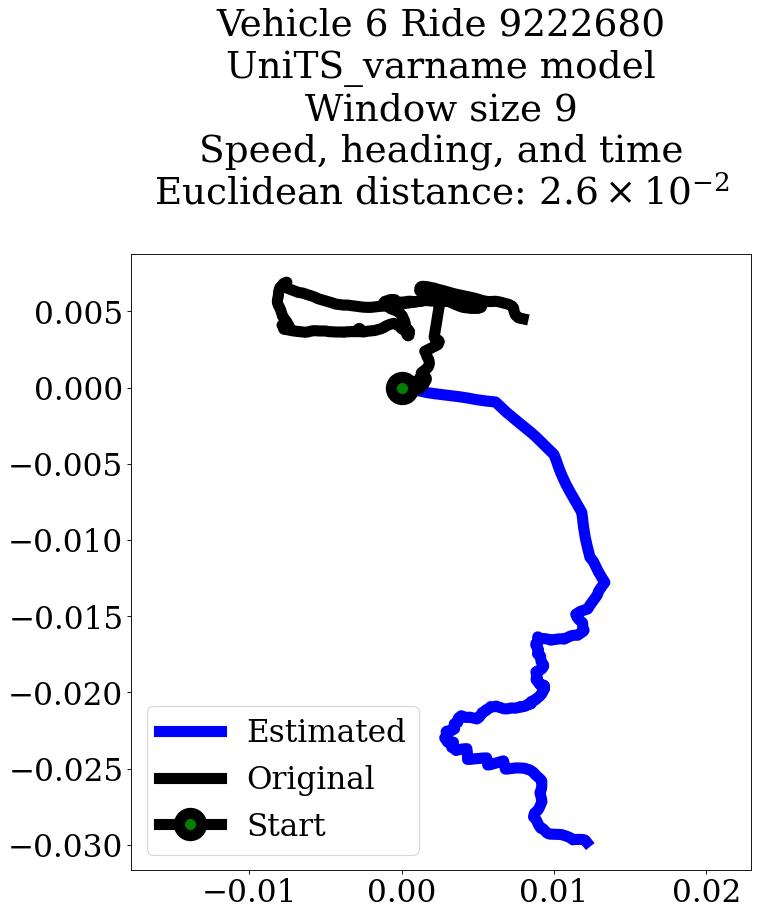 Vehicle 6 Ride 9222680
UniTS_varname model
Window size 9
Speed, heading, and time
Euclidean distance: 2.6 × 10⁻²
0.005
0.000
−0.005
−0.010
−0.015
−0.020
−0.025
−0.030
Estimated
Original
Start
−0.01 0.00 0.01 0.02